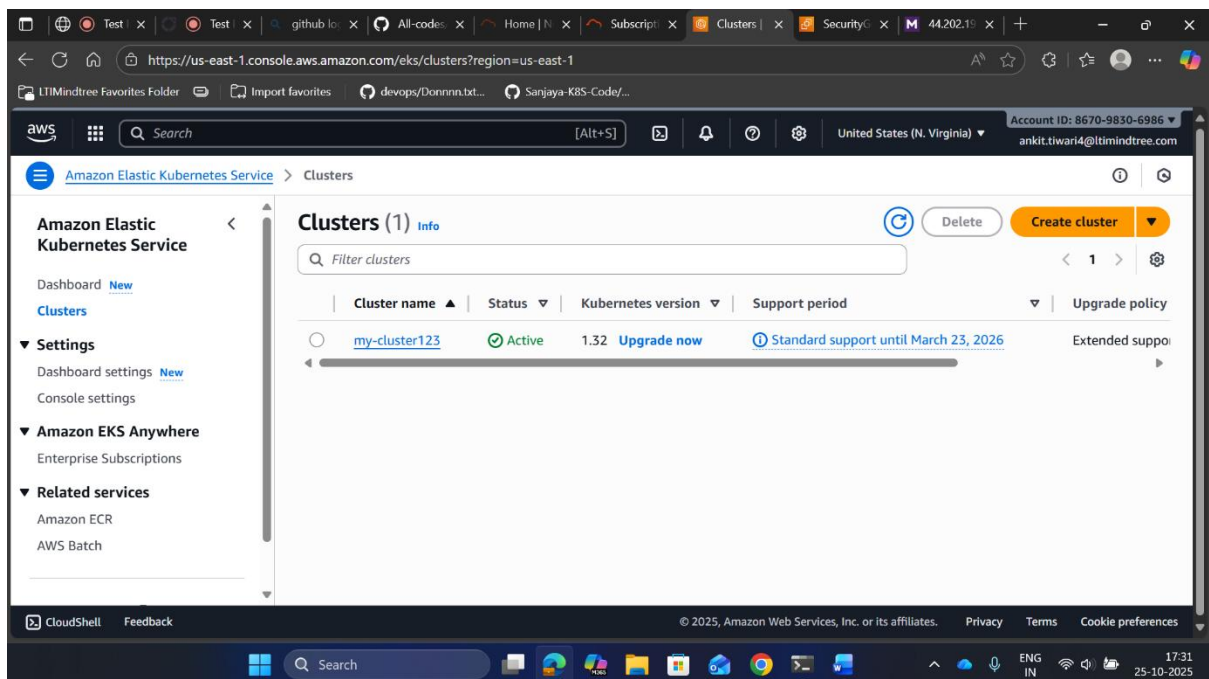 Test
Test
github lo
All-codes
Home | N
Subscripti
Clusters |
SecurityG
M 44.202.19
https://us-east-1.console.aws.amazon.com/eks/clusters?region=us-east-1
LTIMindtree Favorites Folder Import favorites devops/Donnnn.txt... Sanjaya-K8S-Code/...
aws Search [Alt+S] United States (N. Virginia) ▼ Account ID: 8670-9830-6986 ▼
ankit.tiwari4@ltimindtree.com
Amazon Elastic Kubernetes Service > Clusters
Amazon Elastic
Kubernetes Service
Dashboard New
Clusters
▼ Settings
Dashboard settings New
Console settings
▼ Amazon EKS Anywhere
Enterprise Subscriptions
▼ Related services
Amazon ECR
AWS Batch
Clusters (1) Info
Delete
Create cluster ▼
Filter clusters
< 1 >
Cluster name ▲ Status ▽ Kubernetes version ▽ Support period ▽ Upgrade policy
my-cluster123 Active 1.32 Upgrade now Standard support until March 23, 2026 Extended suppor
CloudShell Feedback © 2025, Amazon Web Services, Inc. or its affiliates. Privacy Terms Cookie preferences
Search
M365
ENG
IN
17:31
25-10-2025